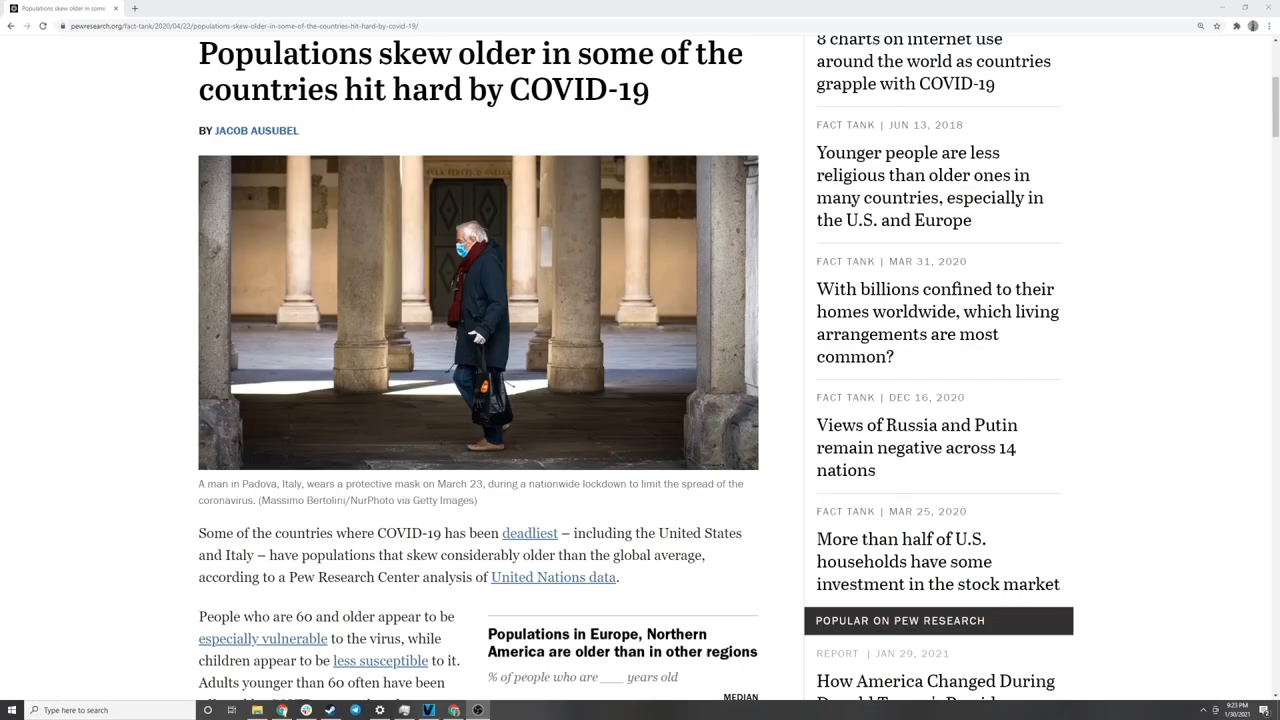 Populations skew older in some
pewresearch.org/fact-tank/2020/04/22/populations-skew-older-in-some-of-the-countries-hit-hard-by-covid-19/
Populations skew older in some of the
countries hit hard by COVID-19
BY JACOB AUSUBEL
A man in Padova, Italy, wears a protective mask on March 23, during a nationwide lockdown to limit the spread of the
coronavirus. (Massimo Bertolini/NurPhoto via Getty Images)
Some of the countries where COVID-19 has been deadliest – including the United States
and Italy – have populations that skew considerably older than the global average,
according to a Pew Research Center analysis of United Nations data.
People who are 60 and older appear to be
especially vulnerable to the virus, while
children appear to be less susceptible to it.
Adults younger than 60 often have been
Populations in Europe, Northern
America are older than in other regions
% of people who are ___ years old
MEDIAN
8 charts on internet use
around the world as countries
grapple with COVID-19
FACT TANK | JUN 13, 2018
Younger people are less
religious than older ones in
many countries, especially in
the U.S. and Europe
FACT TANK | MAR 31, 2020
With billions confined to their
homes worldwide, which living
arrangements are most
common?
FACT TANK | DEC 16, 2020
Views of Russia and Putin
remain negative across 14
nations
FACT TANK | MAR 25, 2020
More than half of U.S.
households have some
investment in the stock market
POPULAR ON PEW RESEARCH
REPORT | JAN 29, 2021
How America Changed During
Type here to search
9:23 PM
1/30/2021